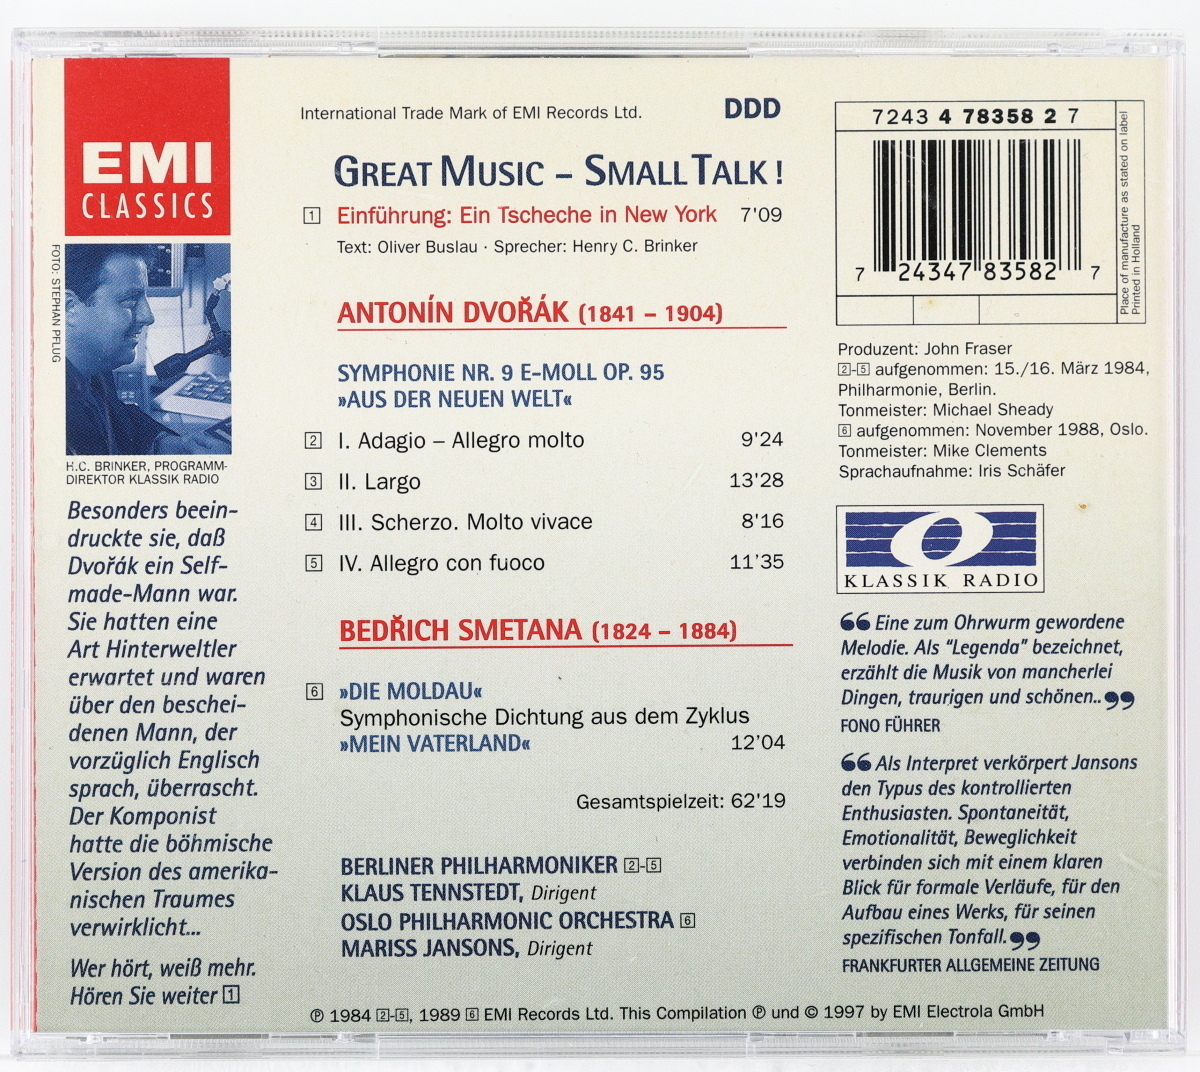 EMI
CLASSICS
FOTO: STEPHAN PFLUG
H.C. BRINKER, PROGRAMM-
DIREKTOR KLASSIK RADIO
Besonders beein-
druckte sie, daß
Dvořák ein Self-
made-Mann war.
Sie hatten eine
Art Hinterweltler
erwartet und waren
über den beschei-
denen Mann, der
vorzüglich Englisch
sprach, überrascht.
Der Komponist
hatte die böhmische
Version des amerika-
nischen Traumes
verwirklicht...
Wer hört, weiß mehr.
Hören Sie weiter 1
International Trade Mark of EMI Records Ltd. DDD
GREAT MUSIC – SMALL TALK !
1 Einführung: Ein Tscheche in New York 7'09
Text: Oliver Buslau · Sprecher: Henry C. Brinker
ANTONÍN DVOŘÁK (1841 – 1904)
SYMPHONIE NR. 9 E-MOLL OP. 95
»AUS DER NEUEN WELT«
2 I. Adagio – Allegro molto 9'24
3 II. Largo 13'28
4 III. Scherzo. Molto vivace 8'16
5 IV. Allegro con fuoco 11'35
BEDŘICH SMETANA (1824 – 1884)
6 »DIE MOLDAU«
Symphonische Dichtung aus dem Zyklus
»MEIN VATERLAND« 12'04
Gesamtspielzeit: 62'19
BERLINER PHILHARMONIKER 2-5
KLAUS TENNSTEDT, Dirigent
OSLO PHILHARMONIC ORCHESTRA 6
MARISS JANSONS, Dirigent
7243 4 78358 2 7
7 24347 83582 7
Place of manufacture as stated on label
Printed in Holland
Produzent: John Fraser
2-5 aufgenommen: 15./16. März 1984,
Philharmonie, Berlin.
Tonmeister: Michael Sheady
6 aufgenommen: November 1988, Oslo.
Tonmeister: Mike Clements
Sprachaufnahme: Iris Schäfer
KLASSIK RADIO
❝Eine zum Ohrwurm gewordene
Melodie. Als "Legenda" bezeichnet,
erzählt die Musik von mancherlei
Dingen, traurigen und schönen..❞
FONO FÜHRER
❝Als Interpret verkörpert Jansons
den Typus des kontrollierten
Enthusiasten. Spontaneität,
Emotionalität, Beweglichkeit
verbinden sich mit einem klaren
Blick für formale Verläufe, für den
Aufbau eines Werks, für seinen
spezifischen Tonfall.❞
FRANKFURTER ALLGEMEINE ZEITUNG
℗ 1984 2-5, 1989 6 EMI Records Ltd. This Compilation ℗ und © 1997 by EMI Electrola GmbH